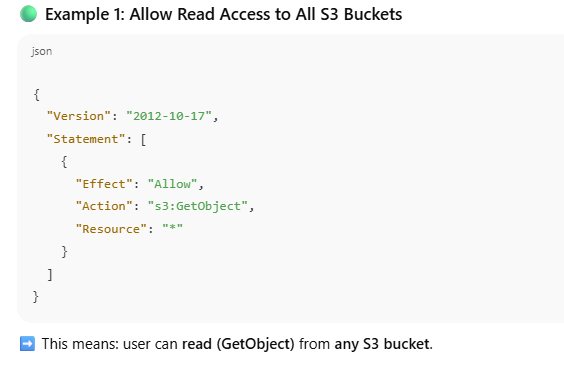 🟢 Example 1: Allow Read Access to All S3 Buckets
json
{
  "Version": "2012-10-17",
  "Statement": [
    {
      "Effect": "Allow",
      "Action": "s3:GetObject",
      "Resource": "*"
    }
  ]
}
➡️ This means: user can read (GetObject) from any S3 bucket.